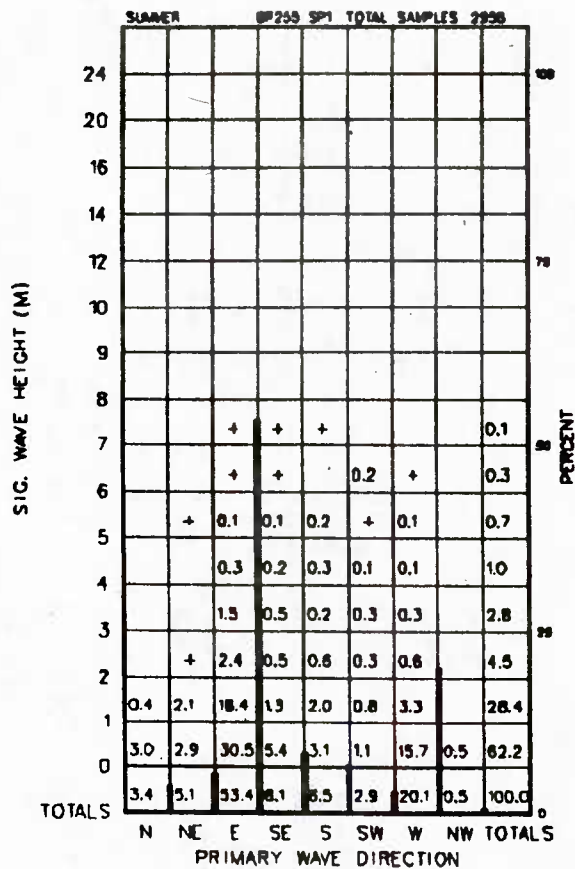 SUMMER SP1 TOTAL SAMPLES
24 100
20
16
14
12 75
10
9
8
+ + + 0.1
7 50
+ + 0.2 + 0.3
6
+ 0.1 0.1 0.2 + 0.1 0.7
5
0.3 0.2 0.3 0.1 0.1 1.0
4
1.5 0.5 0.2 0.3 0.3 2.8
3 25
+ 2.4 0.5 0.6 0.3 0.6 4.5
2
0.4 2.1 18.4 1.3 2.0 0.8 3.3 28.4
1
3.0 2.9 30.5 5.4 3.1 1.1 15.7 0.5 62.2
0
3.4 5.1 53.4 8.1 6.5 2.9 20.1 0.5 100.0
TOTALS 0
N NE E SE S SW W NW TOTALS
PRIMARY WAVE DIRECTION
SIG. WAVE HEIGHT (M)
PERCENT